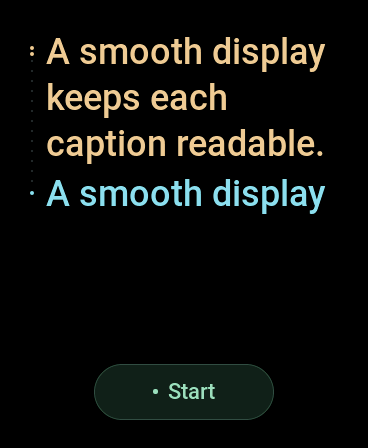 A smooth display
keeps each
caption readable.
A smooth display
Start